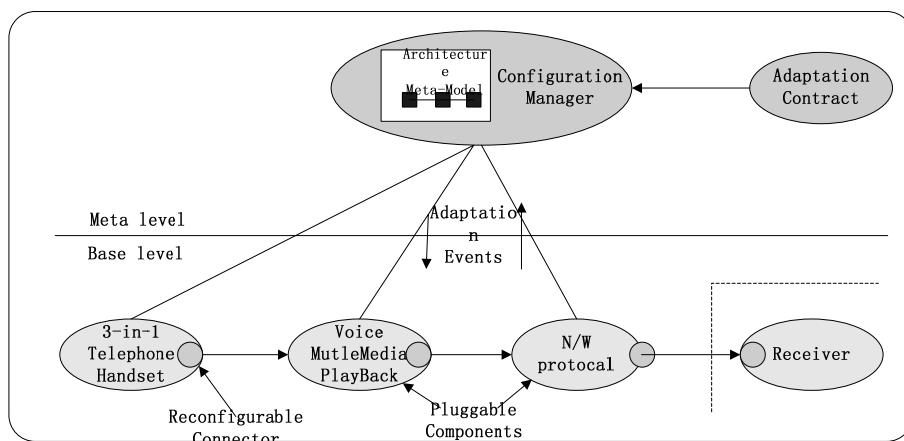 Architectur
e
Meta-Model
Configuration
Manager
Adaptation
Contract
Meta level
Adaptatio
n
Events
Base level
3-in-1
Telephone
Handset
Voice
MutleMedia
PlayBack
N/W
protocal
Receiver
Reconfigurable
Connector
Pluggable
Components